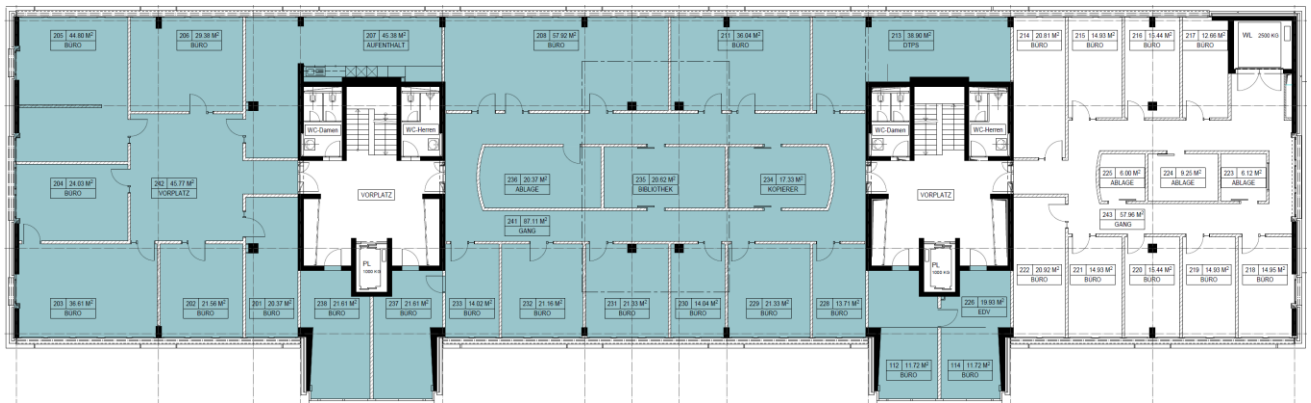 205 44.60 M²
BÜRO
206 29.38 M²
BÜRO
207 45.38 M²
AUFENTHALT
208 57.92 M²
BÜRO
211 36.04 M²
BÜRO
213 38.90 M²
DTPS
214 20.81 M²
BÜRO
215 14.93 M²
BÜRO
216 15.44 M²
BÜRO
217 12.66 M²
BÜRO
WL 2500 KG
WC-Damen
WC-Herren
WC-Damen
WC-Herren
204 24.03 M²
BÜRO
242 45.77 M²
VORPLATZ
VORPLATZ
236 20.37 M²
ABLAGE
235 20.62 M²
BIBLIOTHEK
234 17.33 M²
KOPIERER
VORPLATZ
225 6.00 M²
ABLAGE
224 9.25 M²
ABLAGE
223 6.12 M²
ABLAGE
241 87.11 M²
GANG
243 57.96 M²
GANG
PL
1000 KG
PL
1000 KG
203 36.61 M²
BÜRO
202 21.56 M²
BÜRO
201 20.37 M²
BÜRO
238 21.61 M²
BÜRO
237 21.61 M²
BÜRO
233 14.02 M²
BÜRO
232 21.16 M²
BÜRO
231 21.33 M²
BÜRO
230 14.04 M²
BÜRO
229 21.33 M²
BÜRO
228 13.71 M²
BÜRO
226 19.93 M²
EDV
222 20.92 M²
BÜRO
221 14.93 M²
BÜRO
220 15.44 M²
BÜRO
219 14.93 M²
BÜRO
218 14.95 M²
BÜRO
112 11.72 M²
BÜRO
114 11.72 M²
BÜRO